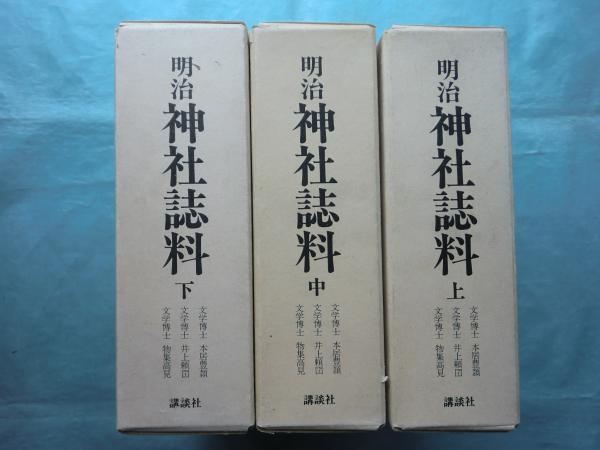 明治
神社誌料
上
文学博士 本居豊穎
文学博士 井上頼囶
文学博士 物集高見
講談社
明治
神社誌料
中
文学博士 本居豊穎
文学博士 井上頼囶
文学博士 物集高見
講談社
明治
神社誌料
下
文学博士 本居豊穎
文学博士 井上頼囶
文学博士 物集高見
講談社